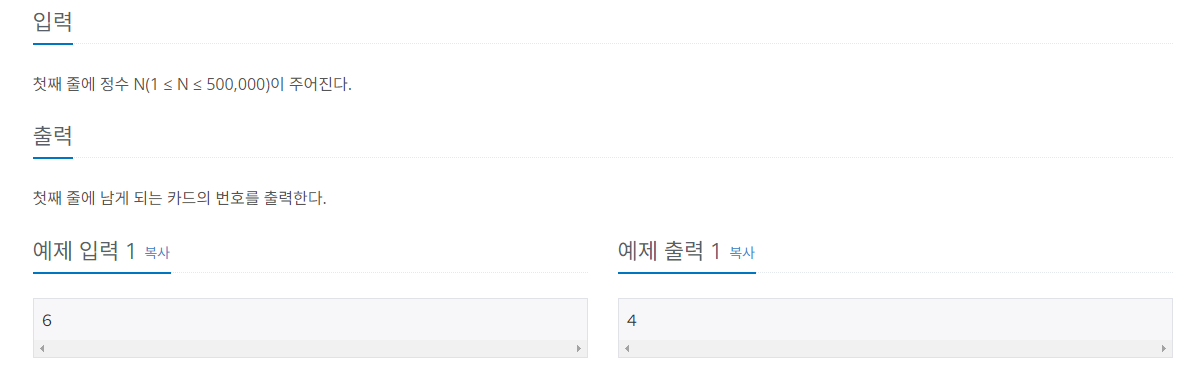 입력
첫째 줄에 정수 N(1 ≤ N ≤ 500,000)이 주어진다.
출력
첫째 줄에 남게 되는 카드의 번호를 출력한다.
예제 입력 1 복사
6
예제 출력 1 복사
4